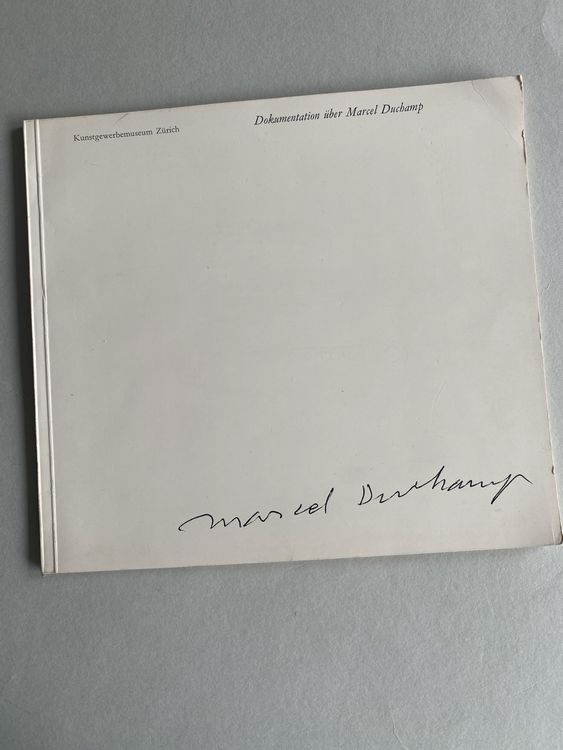 Kunstgewerbemuseum Zürich
Dokumentation über Marcel Duchamp
marcel Duchamp